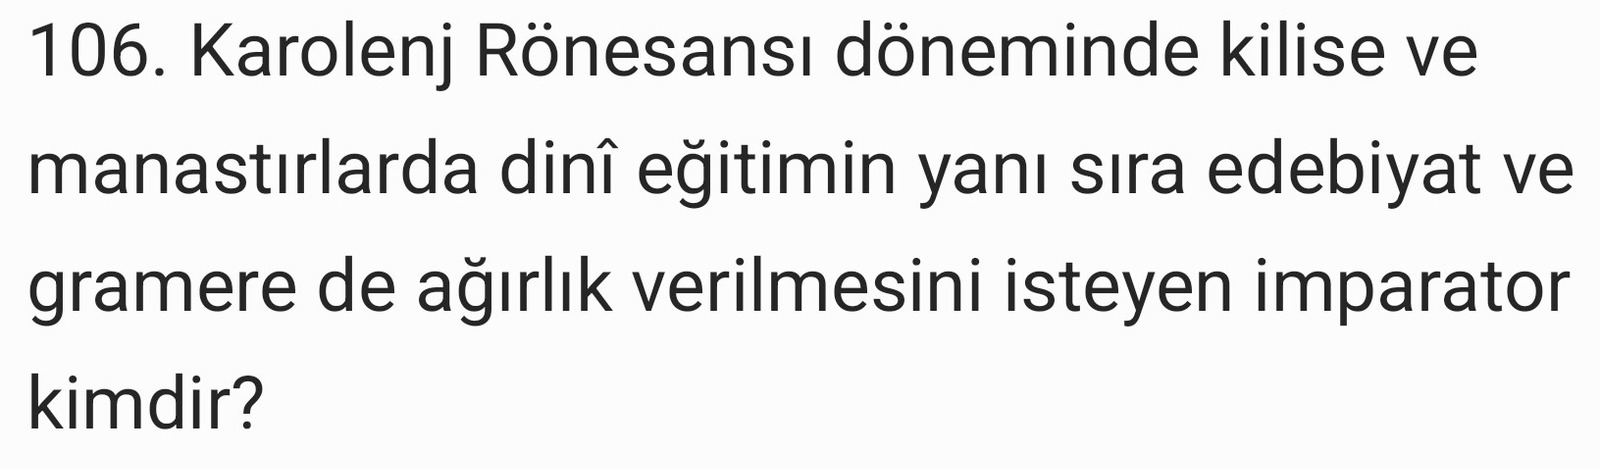 106. Karolenj Rönesansı döneminde kilise ve
manastırlarda dinî eğitimin yanı sıra edebiyat ve
gramere de ağırlık verilmesini isteyen imparator
kimdir?